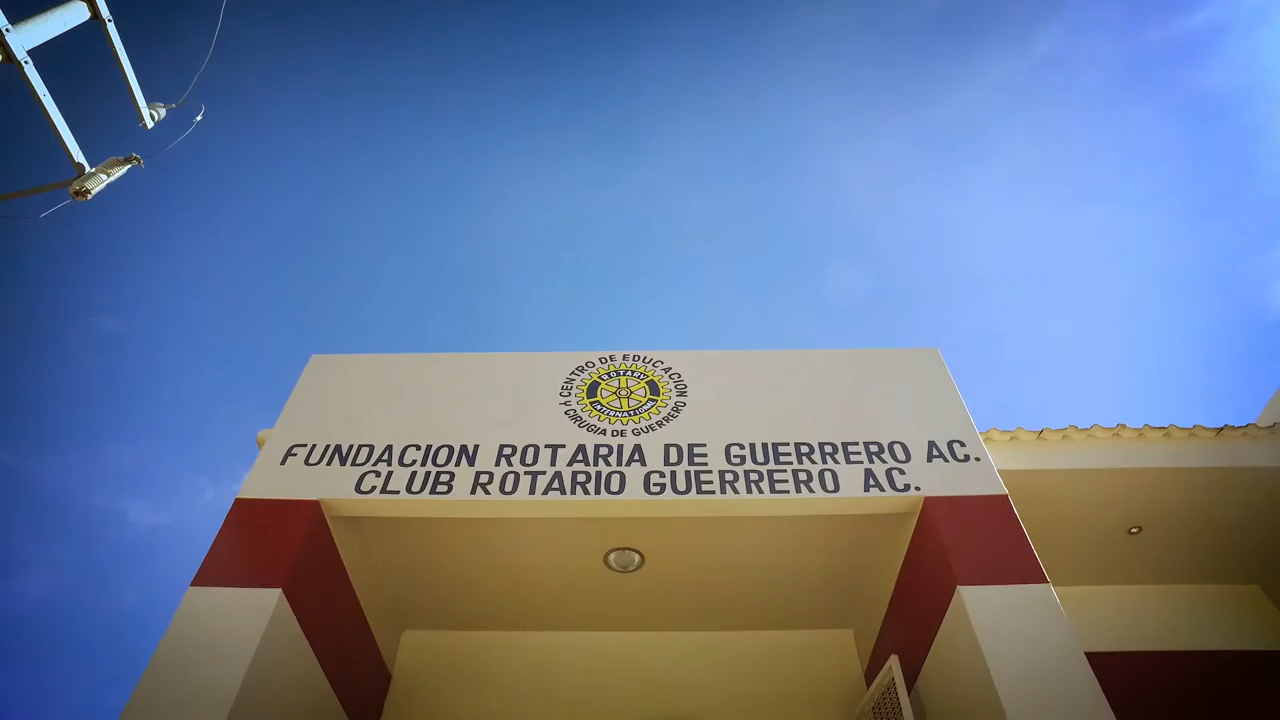 CENTRO DE EDUCACION
Y CIRUGIA DE GUERRERO
ROTARY
INTERNATIONAL
FUNDACION ROTARIA DE GUERRERO AC.
CLUB ROTARIO GUERRERO AC.